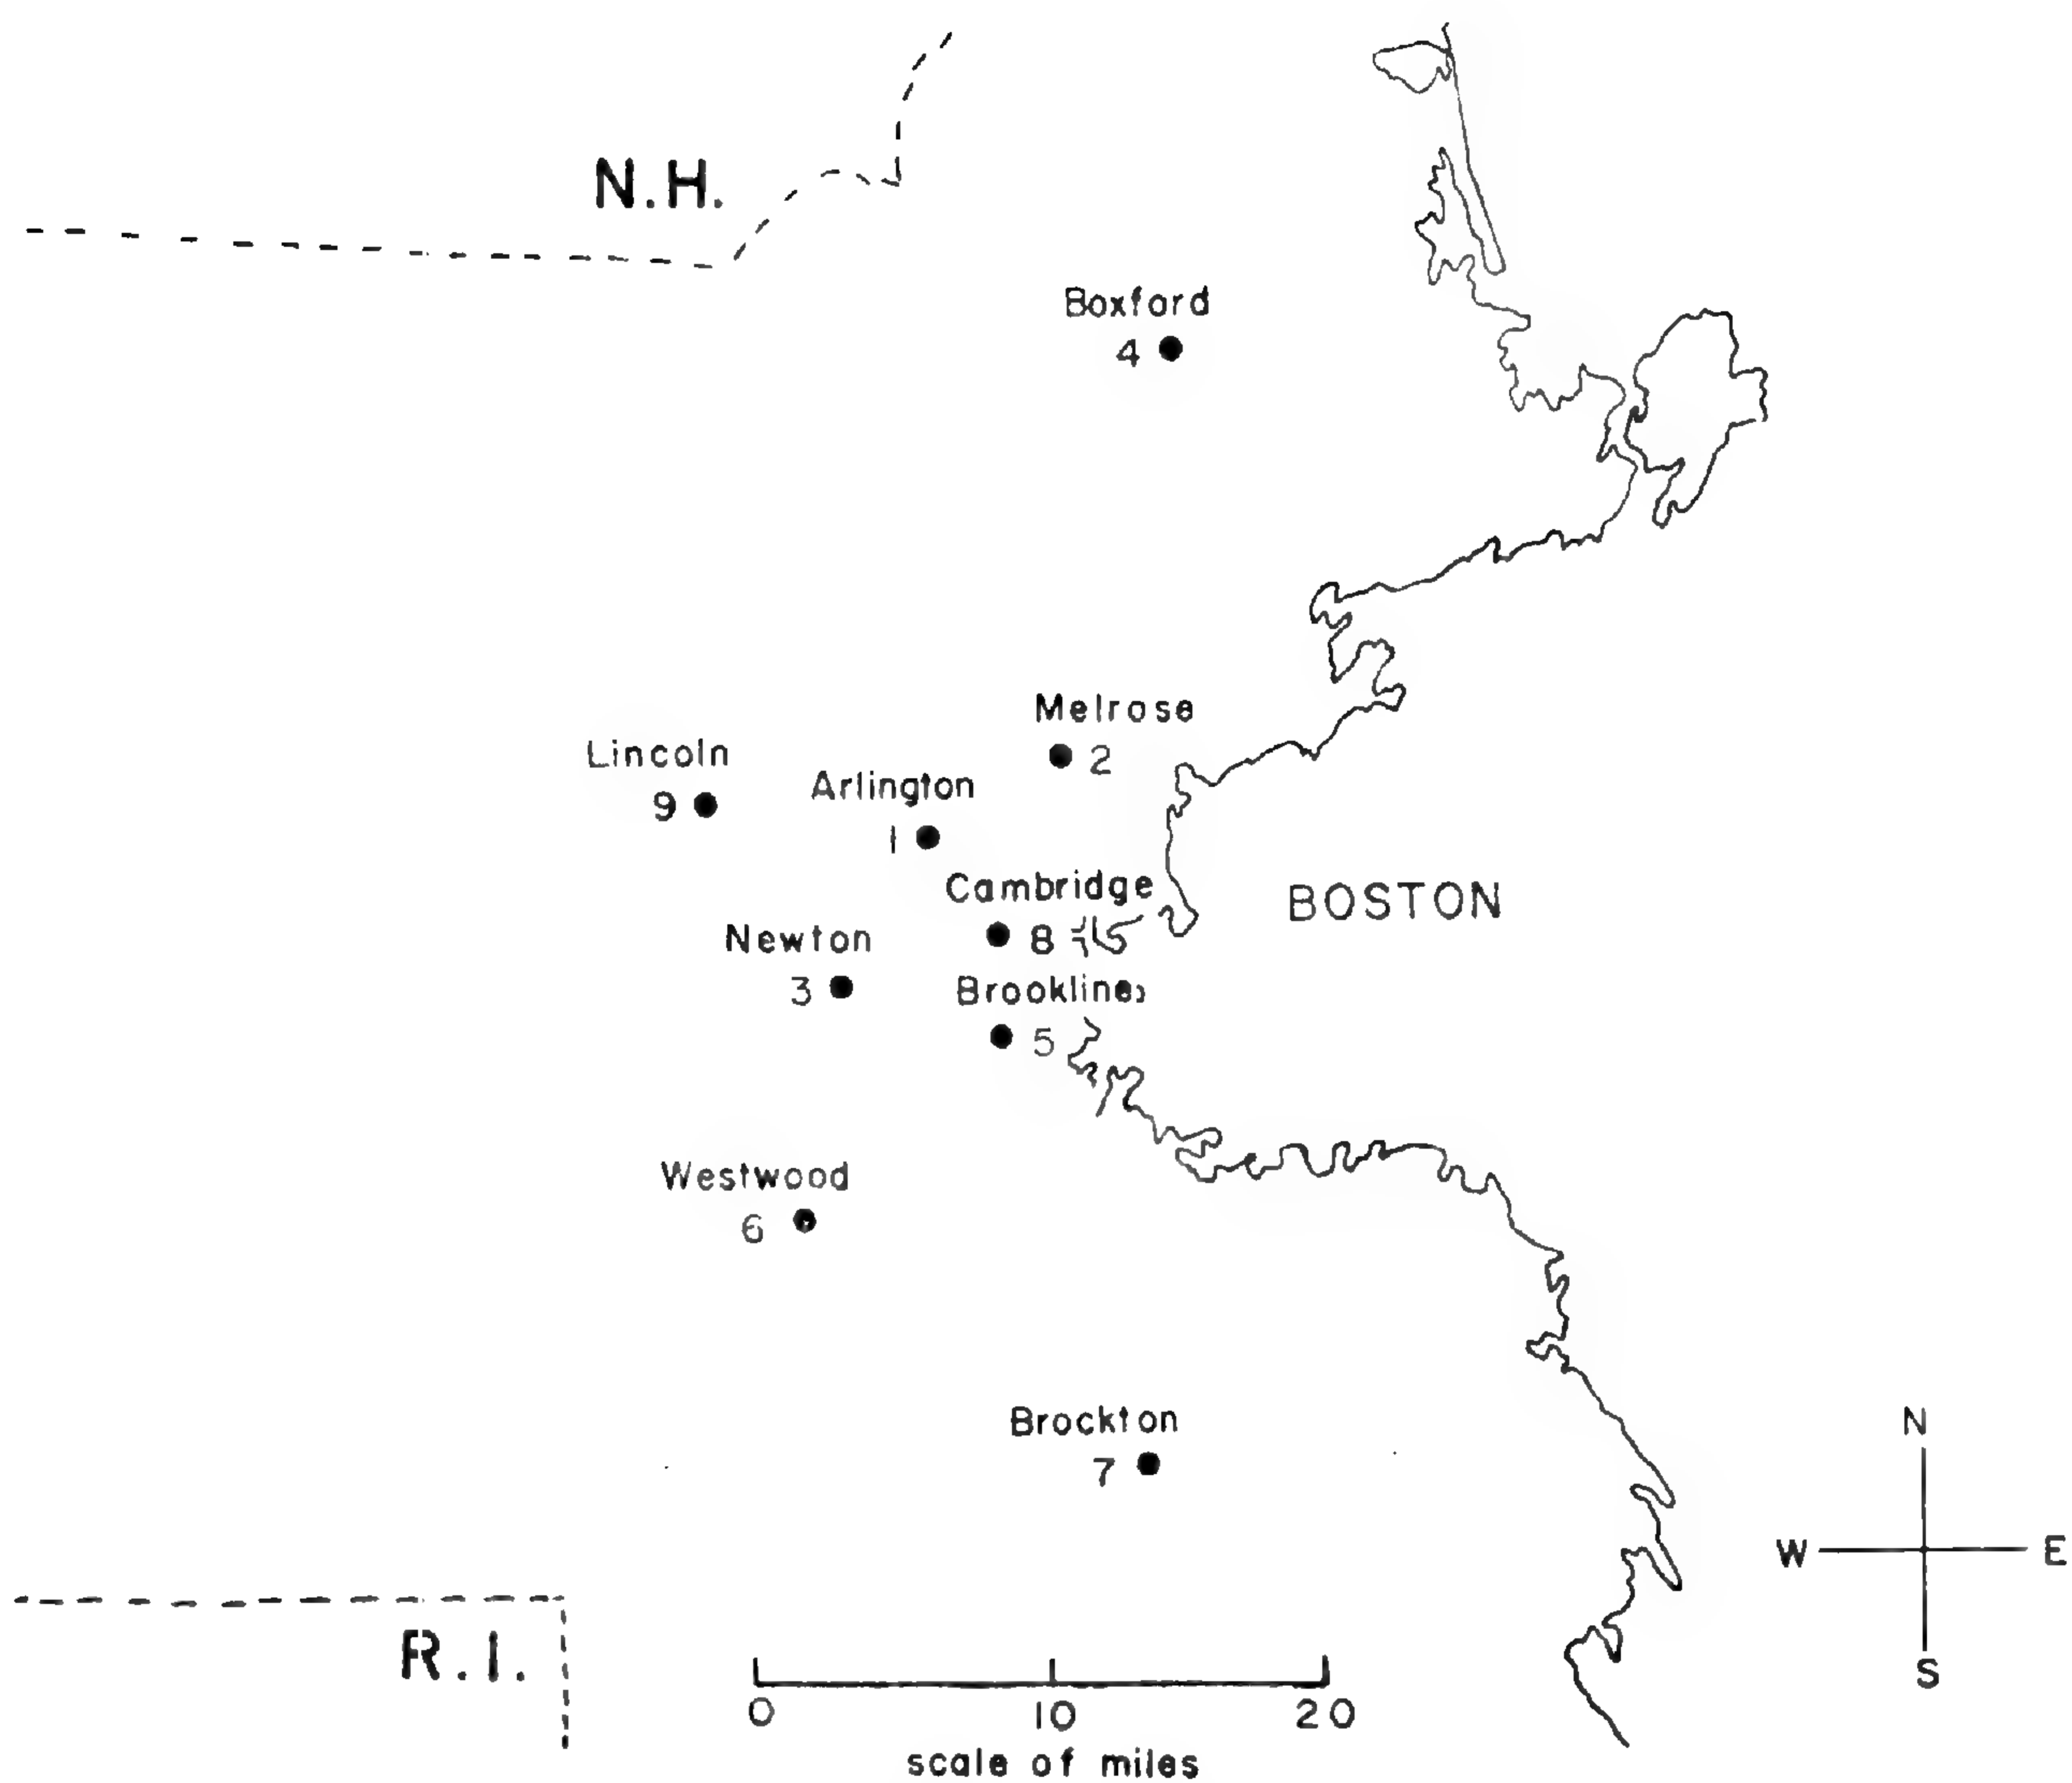 N.H.
Boxford
4
Melrose
2
Lincoln
9
Arlington
1
Cambridge
8
BOSTON
Newton
3
Brookline
5
Westwood
6
Brockton
7
N
W E
S
R.I.
0 10 20
scale of miles